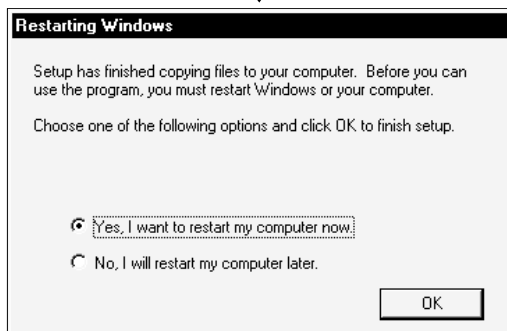 Restarting Windows
Setup has finished copying files to your computer. Before you can
use the program, you must restart Windows or your computer.
Choose one of the following options and click OK to finish setup.
Yes, I want to restart my computer now.
No, I will restart my computer later.
OK